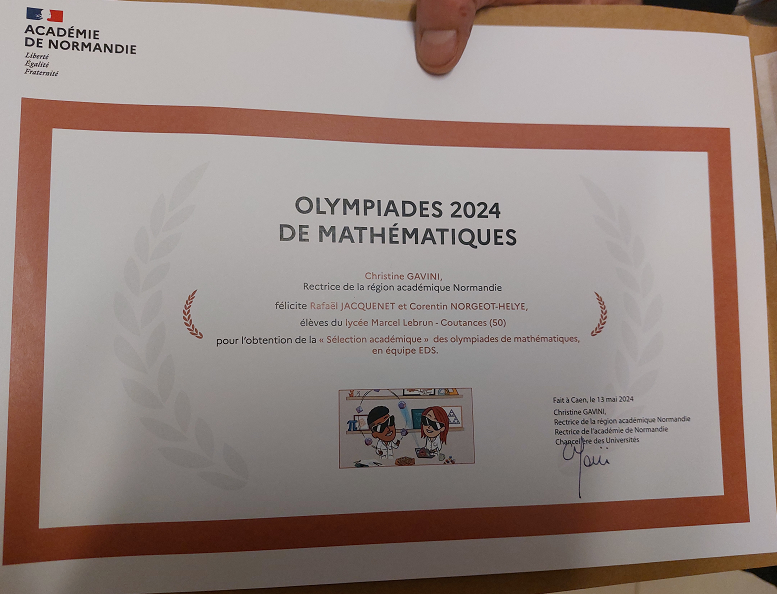 ACADÉMIE
DE NORMANDIE
Liberté
Égalité
Fraternité
OLYMPIADES 2024
DE MATHÉMATIQUES
Christine GAVINI,
Rectrice de la région académique Normandie
félicite Rafaël JACQUENET et Corentin NORGEOT-HELYE,
élèves du lycée Marcel Lebrun - Coutances (50)
pour l'obtention de la « Sélection académique » des olympiades de mathématiques,
en équipe EDS.
Fait à Caen, le 13 mai 2024
Christine GAVINI,
Rectrice de la région académique Normandie
Rectrice de l'académie de Normandie
Chancelière des Universités